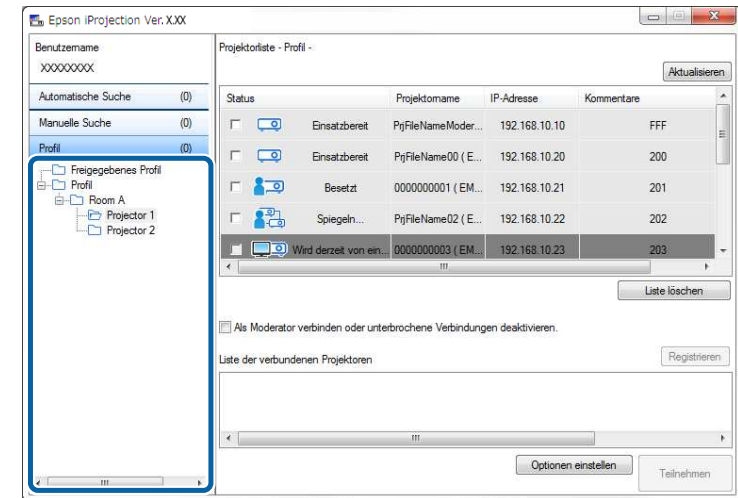 Epson iProjection Ver. X.XX
Benutzername
XXXXXXXX
Automatische Suche (0)
Manuelle Suche (0)
Profil (0)
Freigegebenes Profil
Profil
Room A
Projector 1
Projector 2
Projektorliste - Profil -
Aktualisieren
Status Projektorname IP-Adresse Kommentare
Einsatzbereit PrjFileNameModer... 192.168.10.10 FFF
Einsatzbereit PrjFileName00 ( E... 192.168.10.20 200
Besetzt 0000000001 ( EM... 192.168.10.21 201
Spiegeln... PrjFileName02 ( E... 192.168.10.22 202
Wird derzeit von ein... 0000000003 ( EM... 192.168.10.23 203
Liste löschen
Als Moderator verbinden oder unterbrochene Verbindungen deaktivieren.
Liste der verbundenen Projektoren
Registrieren
Optionen einstellen
Teilnehmen